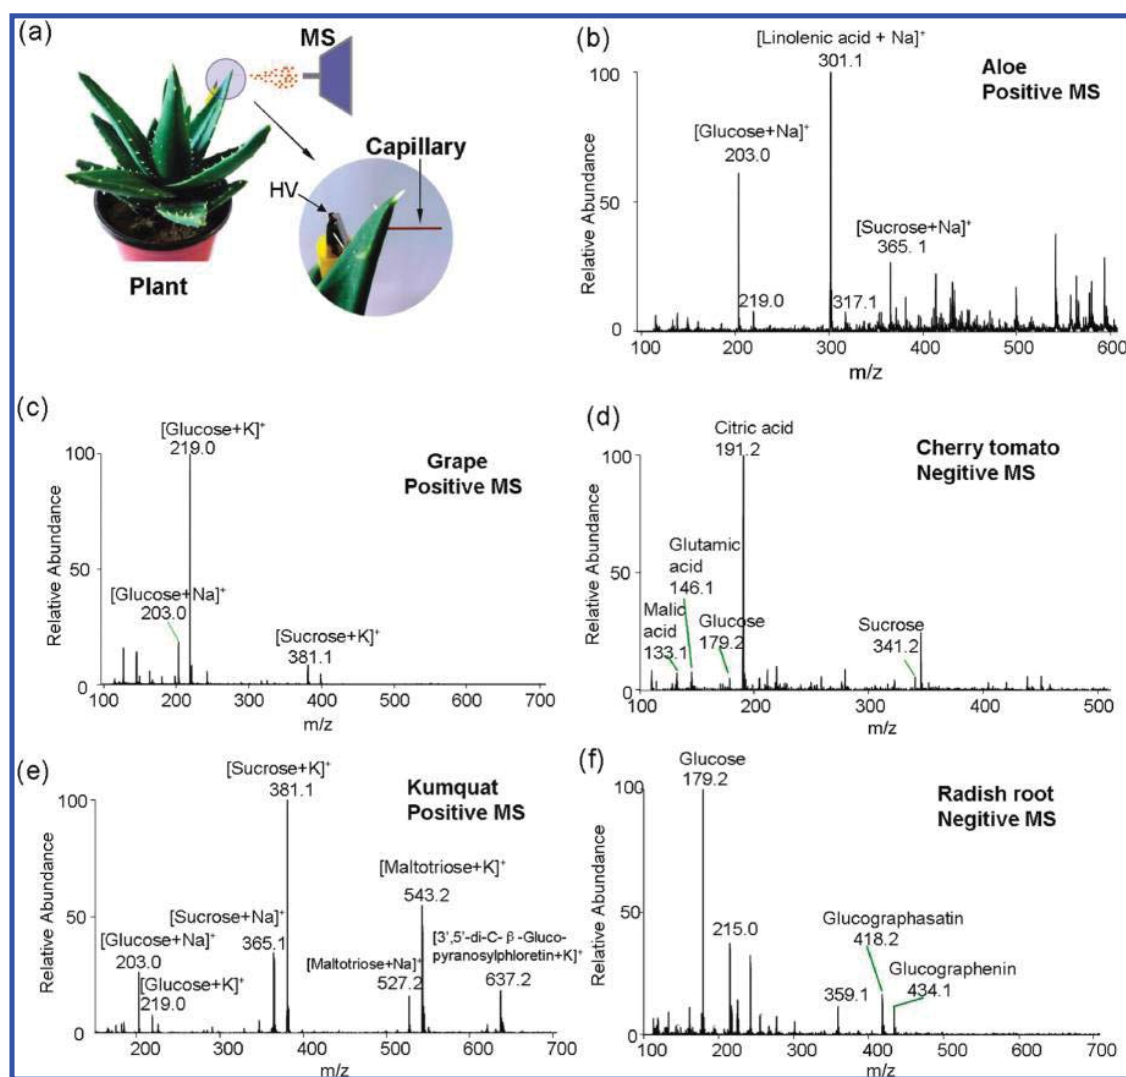 (a)
MS
Capillary
HV
Plant
(b)
[Linolenic acid + Na]⁺
301.1
Aloe
Positive MS
[Glucose+Na]⁺
203.0
[Sucrose+Na]⁺
365. 1
219.0
317.1
Relative Abundance
100
50
0
100 200 300 400 500 600
m/z
(c)
[Glucose+K]⁺
219.0
Grape
Positive MS
[Glucose+Na]⁺
203.0
[Sucrose+K]⁺
381.1
Relative Abundance
100
50
0
100 200 300 400 500 600 700
m/z
(d)
Citric acid
191.2
Cherry tomato
Negitive MS
Glutamic
acid
146.1
Malic
acid
133.1
Glucose
179.2
Sucrose
341.2
Relative Abundance
100
50
0
100 200 300 400 500
m/z
(e)
[Sucrose+K]⁺
381.1
Kumquat
Positive MS
[Maltotriose+K]⁺
543.2
[Sucrose+Na]⁺
365.1
[Glucose+Na]⁺
203.0
[Glucose+K]⁺
219.0
[Maltotriose+Na]⁺
527.2
[3',5'-di-C- β -Gluco-
pyranosylphloretin+K]⁺
637.2
Relative Abundance
100
50
0
200 300 400 500 600 700
m/z
(f)
Glucose
179.2
Radish root
Negitive MS
215.0
Glucographasatin
418.2
Glucographenin
434.1
359.1
Relative Abundance
100
50
0
100 200 300 400 500 600 700
m/z